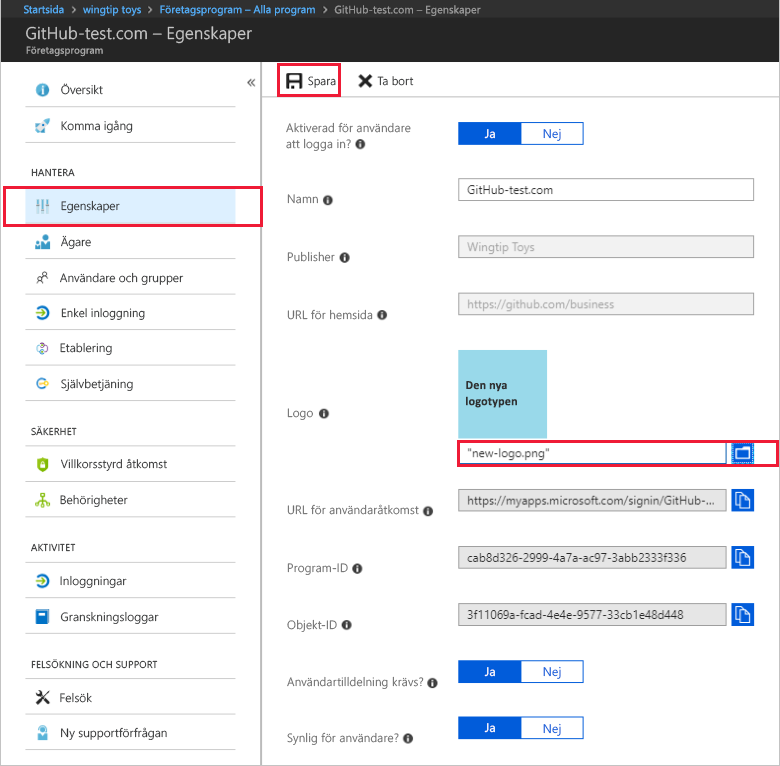 Startsida > wingtip toys > Företagsprogram – Alla program > GitHub-test.com – Egenskaper
GitHub-test.com – Egenskaper
Företagsprogram
«
Översikt
Komma igång
HANTERA
Egenskaper
Ägare
Användare och grupper
Enkel inloggning
Etablering
Självbetjäning
SÄKERHET
Villkorsstyrd åtkomst
Behörigheter
AKTIVITET
Inloggningar
Granskningsloggar
FELSÖKNING OCH SUPPORT
Felsök
Ny supportförfrågan
Spara
Ta bort
Aktiverad för användare
att logga in?
Ja Nej
Namn
GitHub-test.com
Publisher
Wingtip Toys
URL för hemsida
https://github.com/business
Logo
Den nya
logotypen
"new-logo.png"
URL för användaråtkomst
https://myapps.microsoft.com/signin/GitHub-...
Program-ID
cab8d326-2999-4a7a-ac97-3abb2333f336
Objekt-ID
3f11069a-fcad-4e4e-9577-33cb1e48d448
Användartilldelning krävs?
Ja Nej
Synlig för användare?
Ja Nej